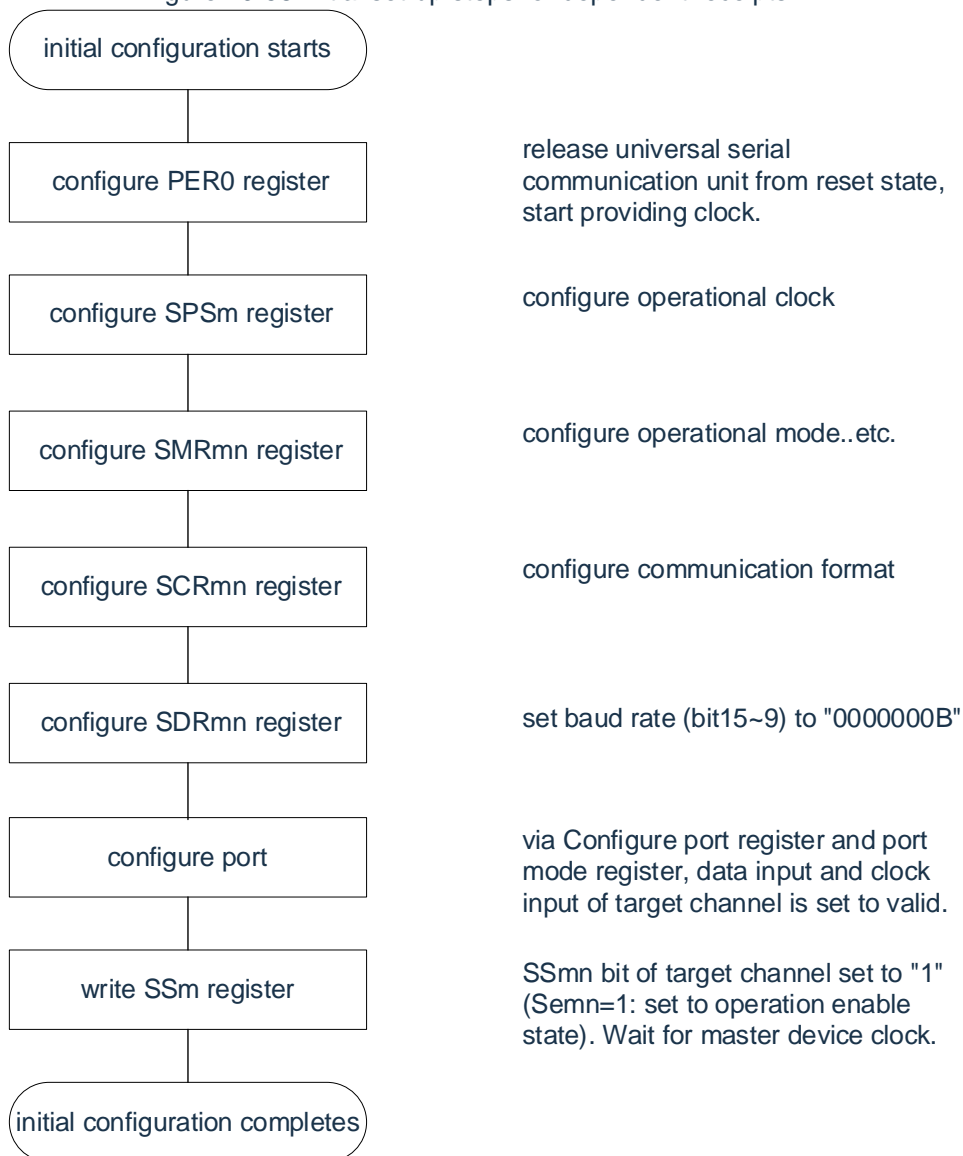 initial configuration starts
configure PER0 register
release universal serial
communication unit from reset state,
start providing clock.
configure SPSm register
configure operational clock
configure SMRmn register
configure operational mode..etc.
configure SCRmn register
configure communication format
configure SDRmn register
set baud rate (bit15~9) to "0000000B"
configure port
via Configure port register and port
mode register, data input and clock
input of target channel is set to valid.
write SSm register
SSmn bit of target channel set to "1"
(Semn=1: set to operation enable
state). Wait for master device clock.
initial configuration completes